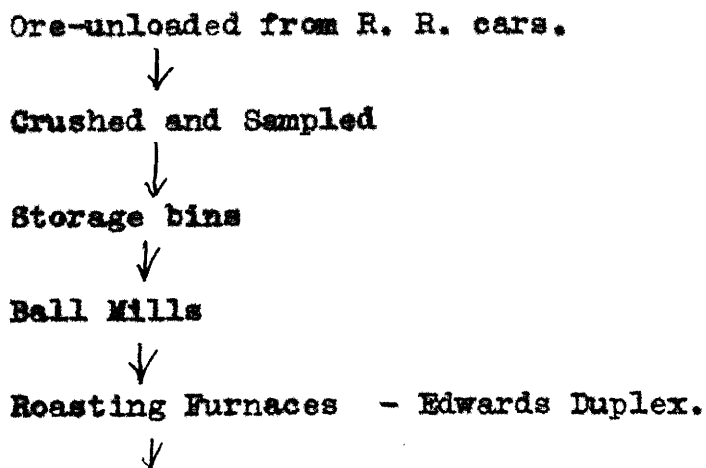 Ore-unloaded from R. R. cars.
Crushed and Sampled
Storage bins
Ball Mills
Roasting Furnaces - Edwards Duplex.